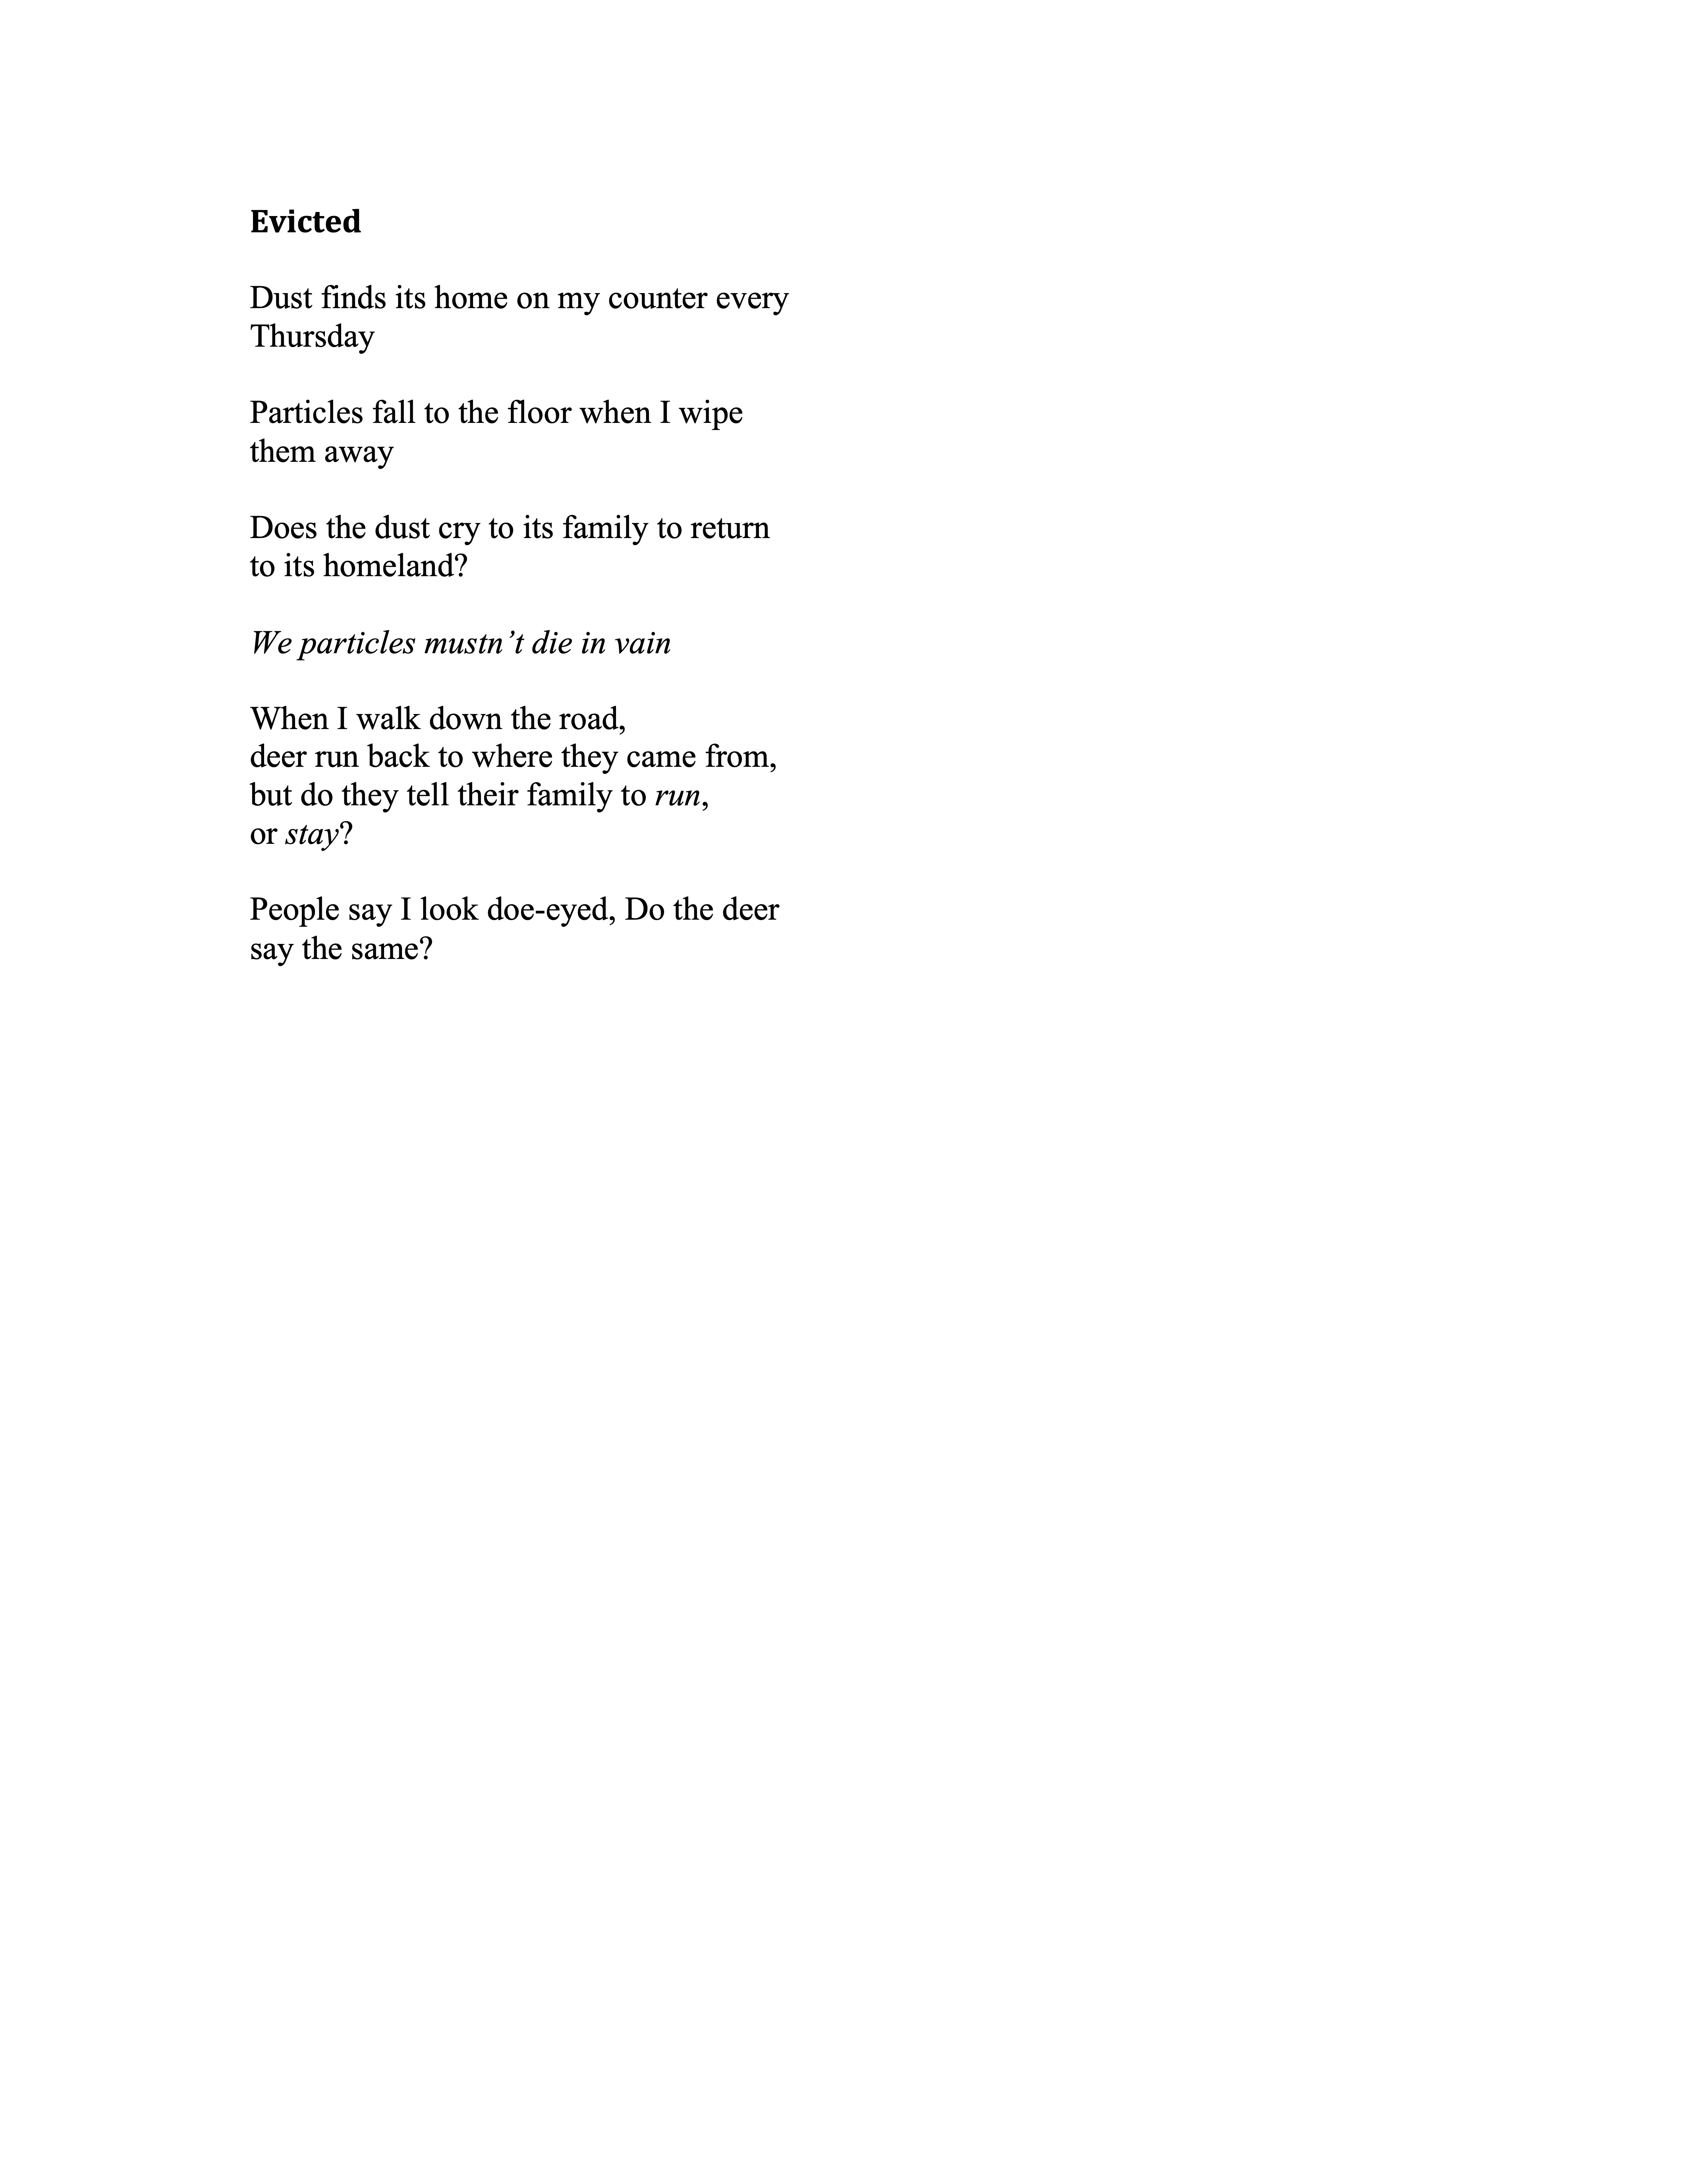 Evicted
Dust finds its home on my counter every
Thursday
Particles fall to the floor when I wipe
them away
Does the dust cry to its family to return
to its homeland?
We particles mustn’t die in vain
When I walk down the road,
deer run back to where they came from,
but do they tell their family to run,
or stay?
People say I look doe-eyed, Do the deer
say the same?